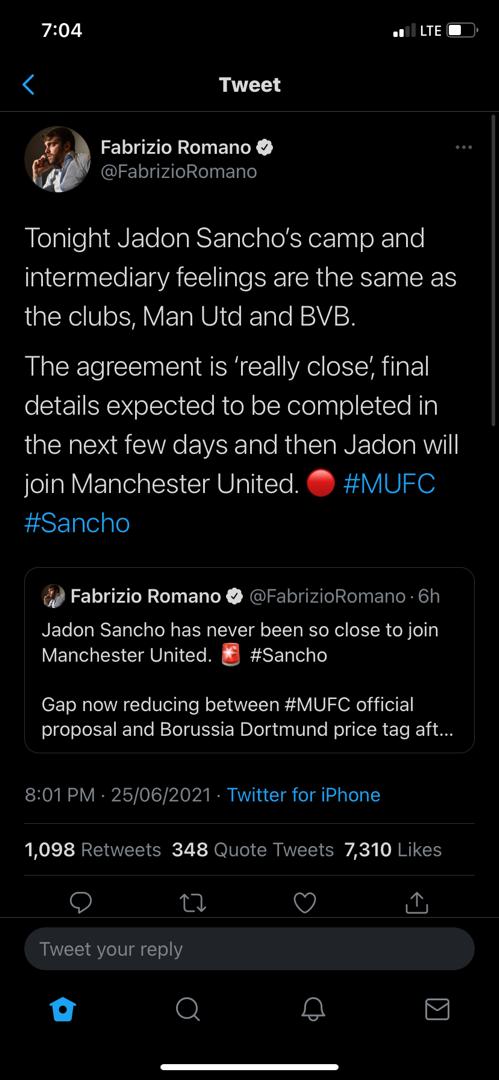 7:04
LTE
Tweet
Fabrizio Romano
@FabrizioRomano
Tonight Jadon Sancho's camp and
intermediary feelings are the same as
the clubs, Man Utd and BVB.
The agreement is 'really close', final
details expected to be completed in
the next few days and then Jadon will
join Manchester United. 🔴 #MUFC
#Sancho
Fabrizio Romano @FabrizioRomano · 6h
Jadon Sancho has never been so close to join
Manchester United. 🚨 #Sancho
Gap now reducing between #MUFC official
proposal and Borussia Dortmund price tag aft...
8:01 PM · 25/06/2021 · Twitter for iPhone
1,098 Retweets 348 Quote Tweets 7,310 Likes
Tweet your reply